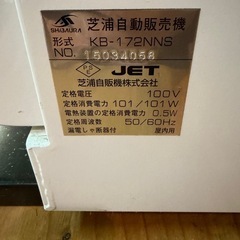 SHIBAURA
芝浦自動販売機
形式 KB-172NNS
NO. 15034058
PSE JET
芝浦自販機株式会社
定格電圧 100V
定格消費電力 101/101W
電熱装置の定格消費電力 0.5W
定格周波数 50/60Hz
漏電しゃ断器付 屋内用